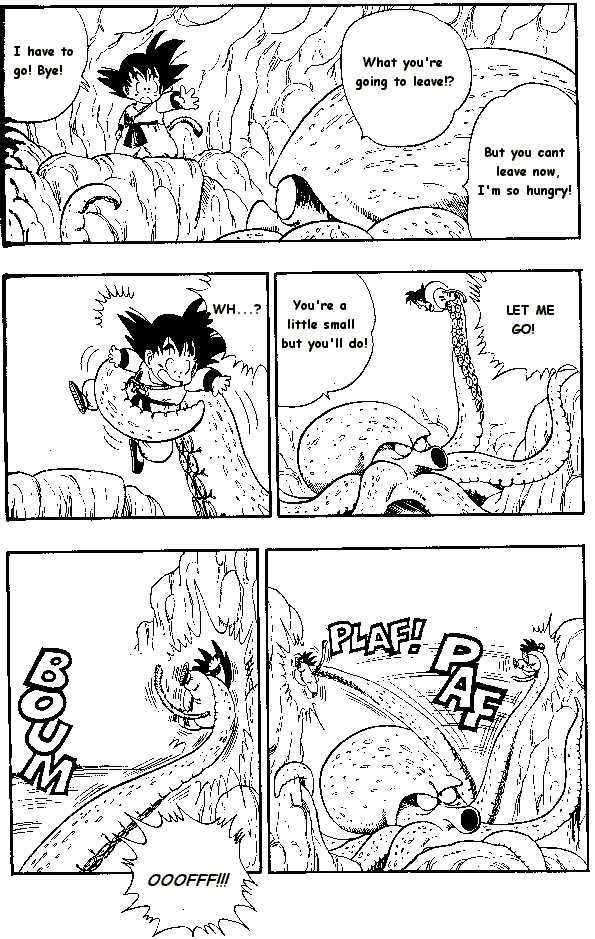 I have to
go! Bye!
What you're
going to leave!?
But you cant
leave now,
I'm so hungry!
WH...?
You're a
little small
but you'll do!
LET ME
GO!
BOUM
OOOFFF!!!
PLAF!
PAF